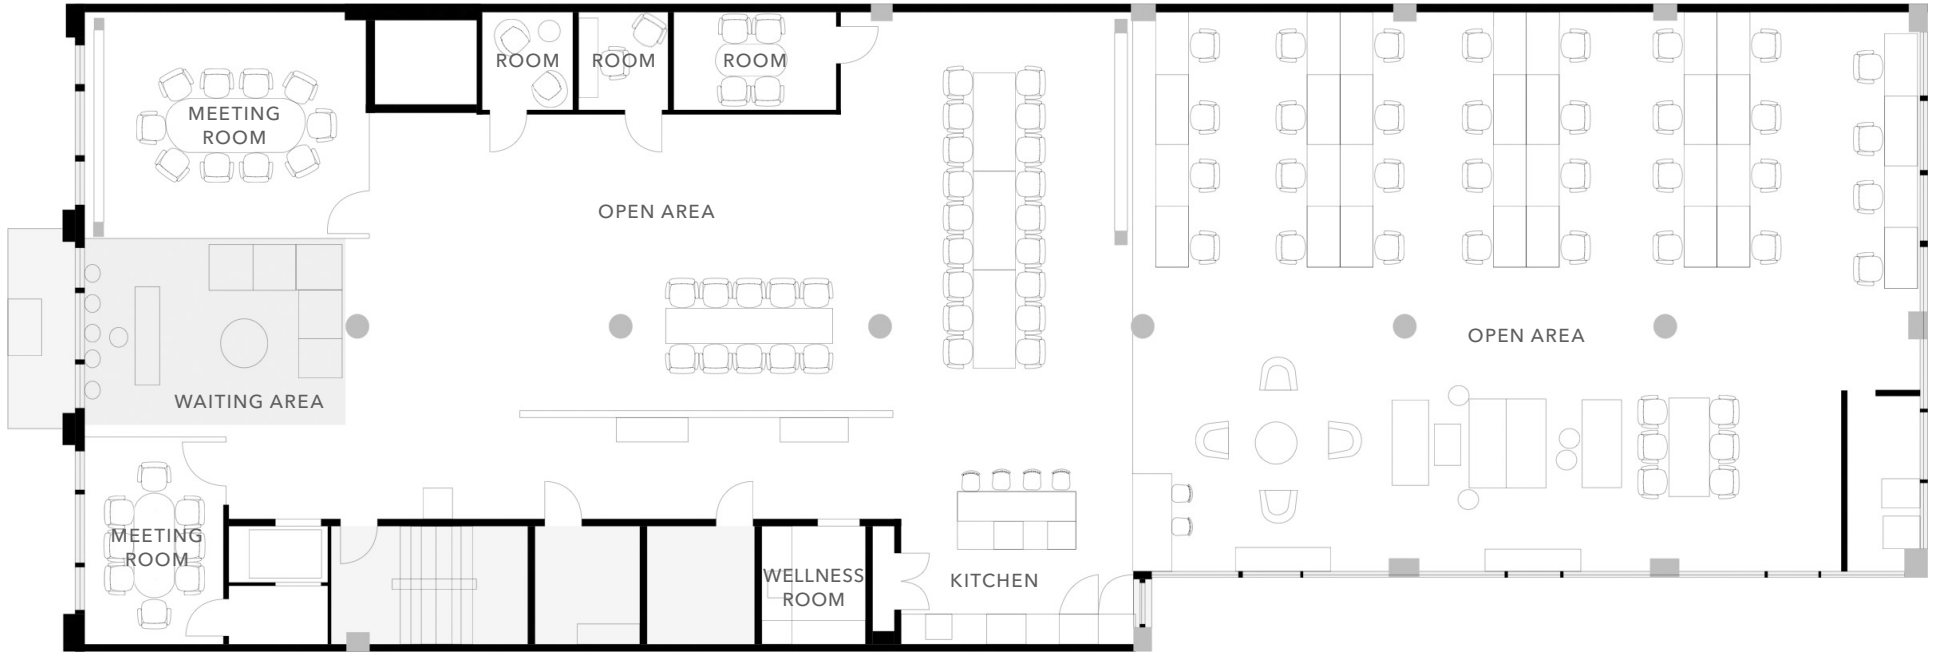 ROOM
ROOM
ROOM
MEETING
ROOM
OPEN AREA
OPEN AREA
WAITING AREA
MEETING
ROOM
WELLNESS
ROOM
KITCHEN